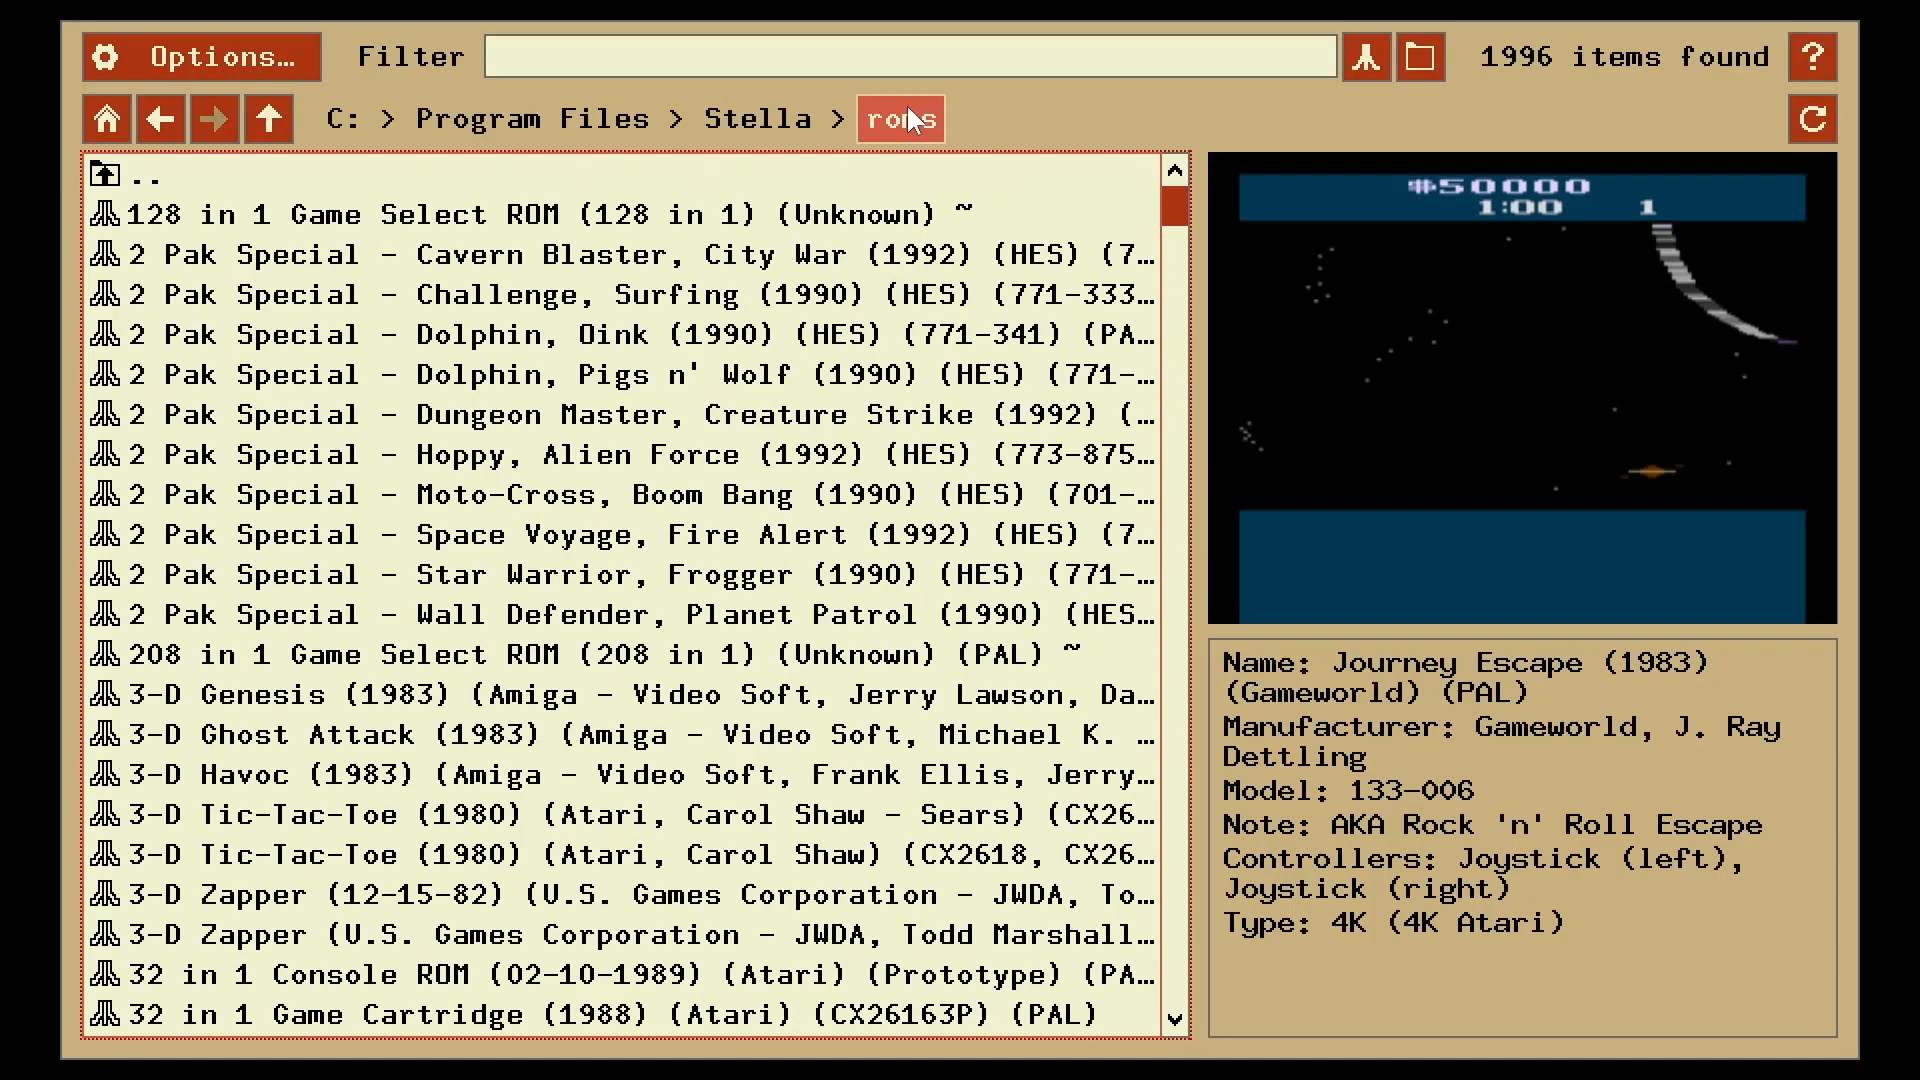 Options…
Filter
1996 items found
?
C: > Program Files > Stella > roms
..
128 in 1 Game Select ROM (128 in 1) (Unknown) ~
2 Pak Special - Cavern Blaster, City War (1992) (HES) (7…
2 Pak Special - Challenge, Surfing (1990) (HES) (771-333…
2 Pak Special - Dolphin, Oink (1990) (HES) (771-341) (PA…
2 Pak Special - Dolphin, Pigs n' Wolf (1990) (HES) (771-…
2 Pak Special - Dungeon Master, Creature Strike (1992) (…
2 Pak Special - Hoppy, Alien Force (1992) (HES) (773-875…
2 Pak Special - Moto-Cross, Boom Bang (1990) (HES) (701-…
2 Pak Special - Space Voyage, Fire Alert (1992) (HES) (7…
2 Pak Special - Star Warrior, Frogger (1990) (HES) (771-…
2 Pak Special - Wall Defender, Planet Patrol (1990) (HES…
208 in 1 Game Select ROM (208 in 1) (Unknown) (PAL) ~
3-D Genesis (1983) (Amiga - Video Soft, Jerry Lawson, Da…
3-D Ghost Attack (1983) (Amiga - Video Soft, Michael K. …
3-D Havoc (1983) (Amiga - Video Soft, Frank Ellis, Jerry…
3-D Tic-Tac-Toe (1980) (Atari, Carol Shaw - Sears) (CX26…
3-D Tic-Tac-Toe (1980) (Atari, Carol Shaw) (CX2618, CX26…
3-D Zapper (12-15-82) (U.S. Games Corporation - JWDA, To…
3-D Zapper (U.S. Games Corporation - JWDA, Todd Marshall…
32 in 1 Console ROM (02-10-1989) (Atari) (Prototype) (PA…
32 in 1 Game Cartridge (1988) (Atari) (CX26163P) (PAL)
#50000
1:00 1
Name: Journey Escape (1983)
(Gameworld) (PAL)
Manufacturer: Gameworld, J. Ray
Dettling
Model: 133-006
Note: AKA Rock 'n' Roll Escape
Controllers: Joystick (left),
Joystick (right)
Type: 4K (4K Atari)